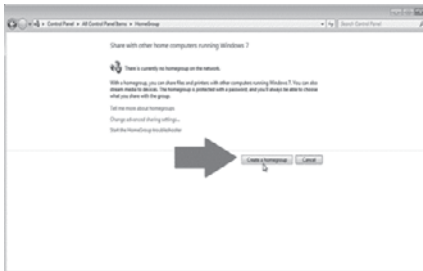 Control Panel ▸ All Control Panel Items ▸ HomeGroup
Search Control Panel
Share with other home computers running Windows 7
There is currently no homegroup on the network.
With a homegroup, you can share files and printers with other computers running Windows 7. You can also
stream media to devices. The homegroup is protected with a password, and you'll always be able to choose
what you share with the group.
Tell me more about homegroups.
Change advanced sharing settings...
Start the HomeGroup troubleshooter
Create a homegroup
Cancel